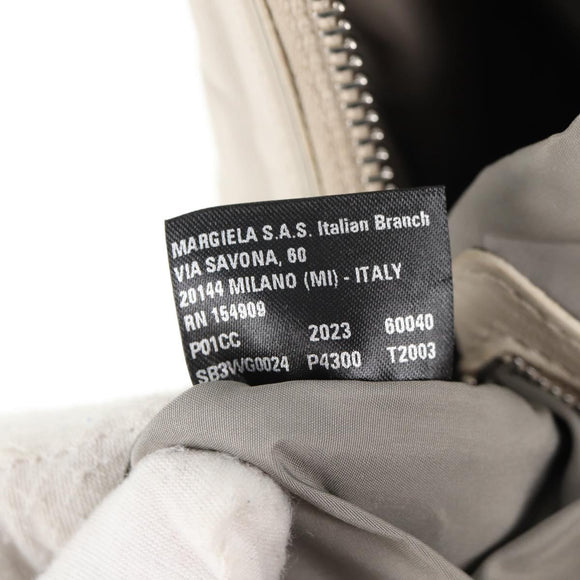 MARGIELA S.A.S. Italian Branch
VIA SAVONA, 60
20144 MILANO (MI) - ITALY
RN 154909
P01CC 2023 60040
SB3WG0024 P4300 T2003